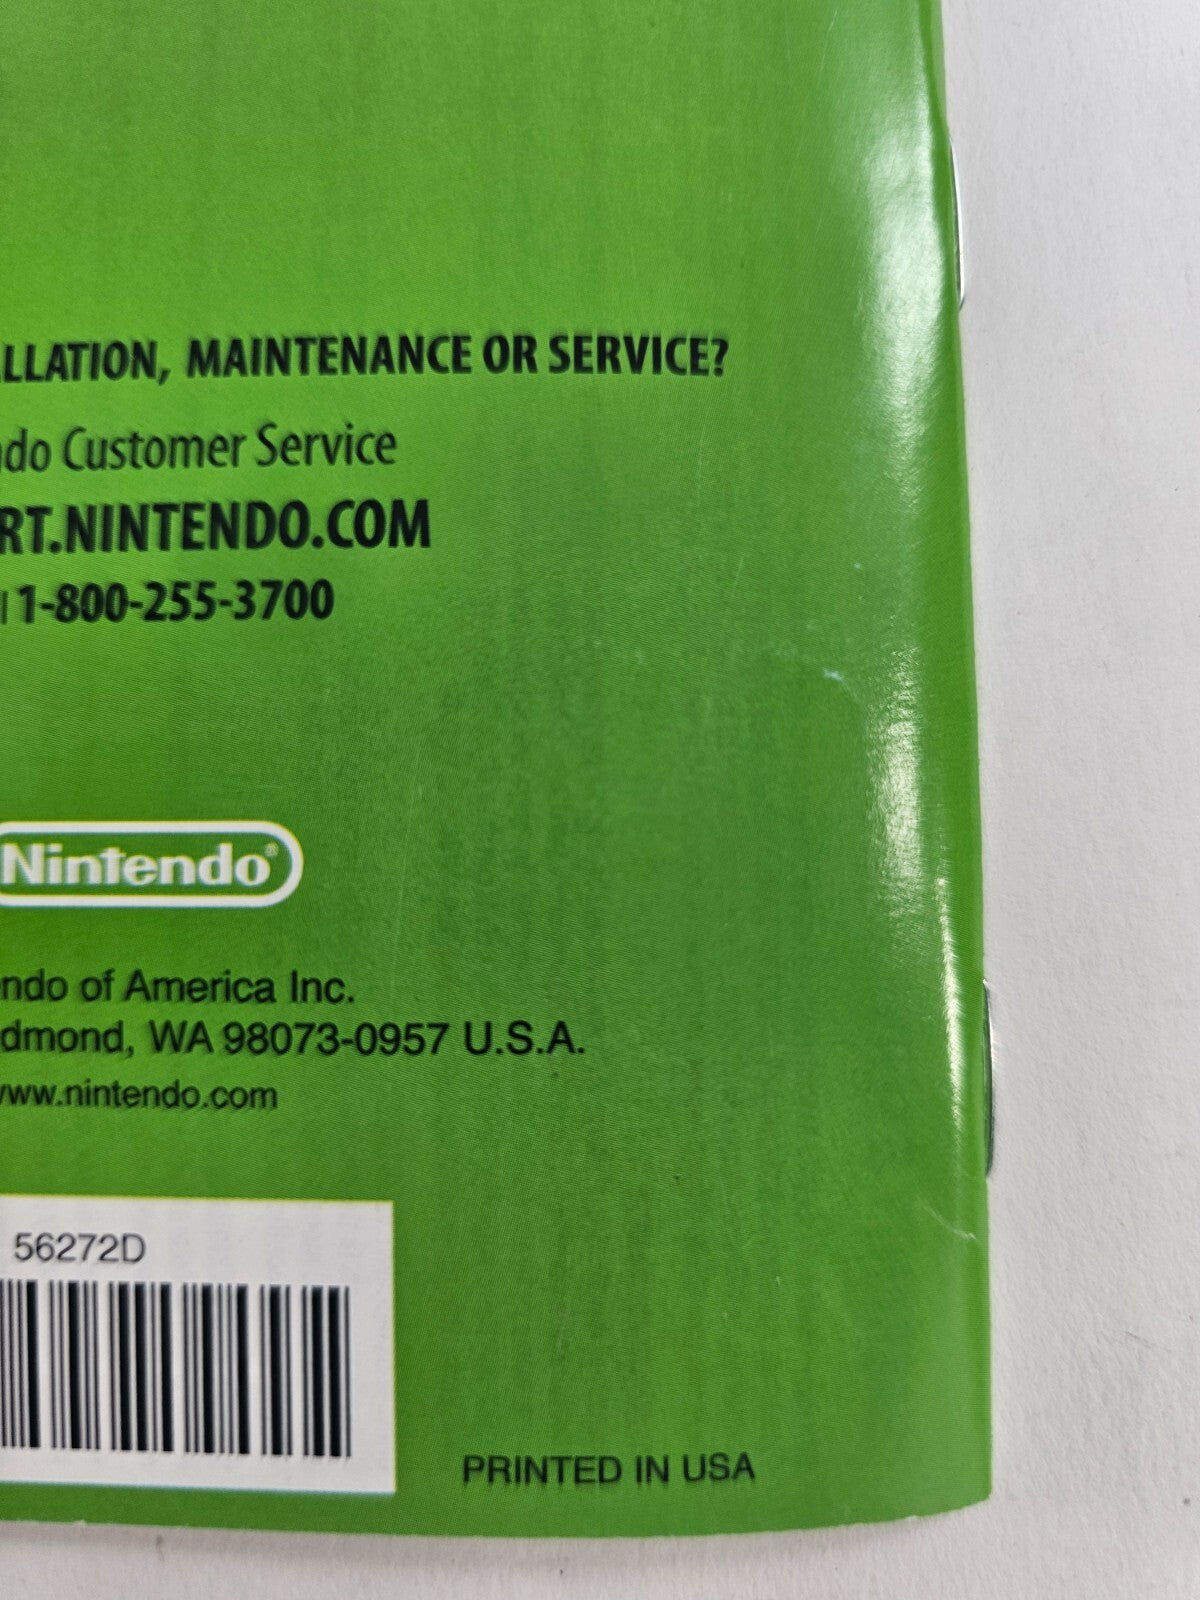 ALLATION, MAINTENANCE OR SERVICE?
ndo Customer Service
RT.NINTENDO.COM
l 1-800-255-3700
Nintendo®
ndo of America Inc.
dmond, WA 98073-0957 U.S.A.
www.nintendo.com
56272D
PRINTED IN USA